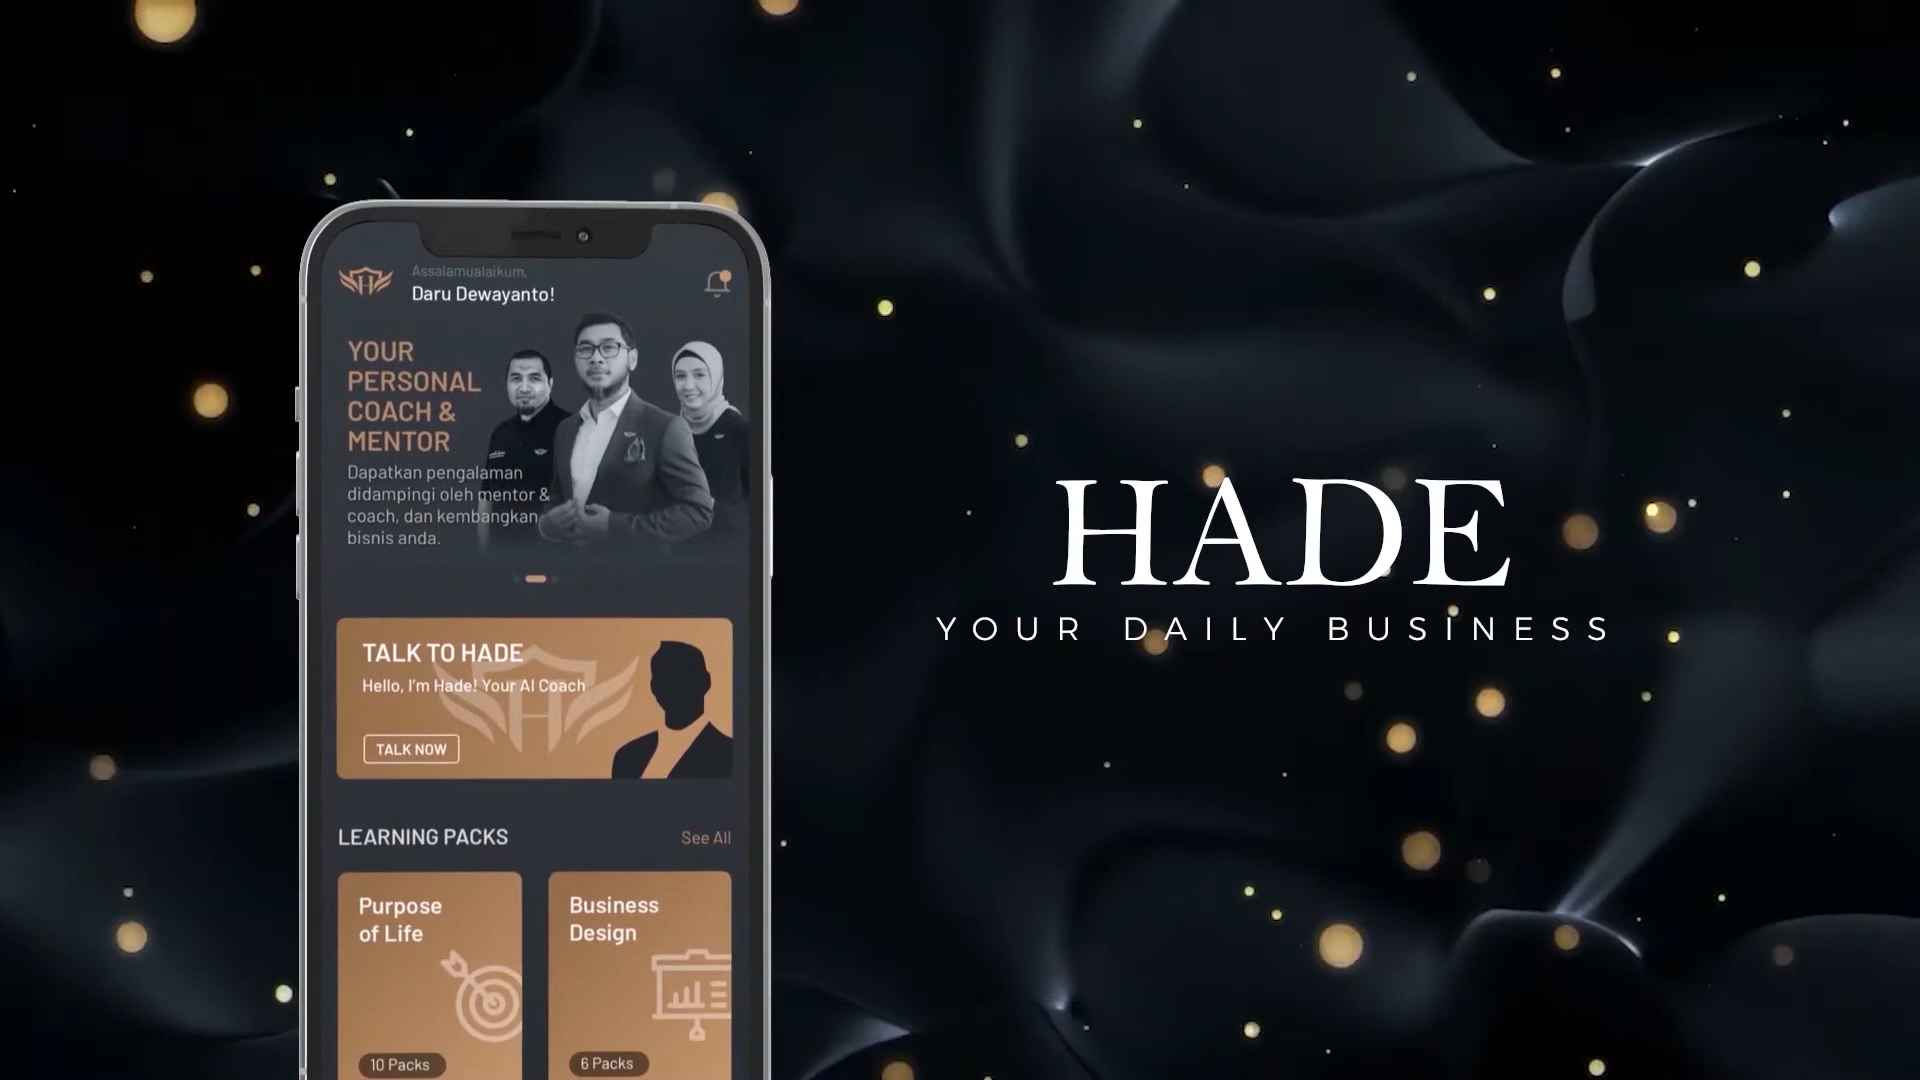 Assalamualaikum,
Daru Dewayanto!
YOUR
PERSONAL
COACH &
MENTOR
Dapatkan pengalaman
didampingi oleh mentor &
coach, dan kembangkan
bisnis anda.
TALK TO HADE
Hello, I'm Hade! Your AI Coach
TALK NOW
LEARNING PACKS
See All
Purpose
of Life
10 Packs
Business
Design
6 Packs
HADE
YOUR DAILY BUSINESS